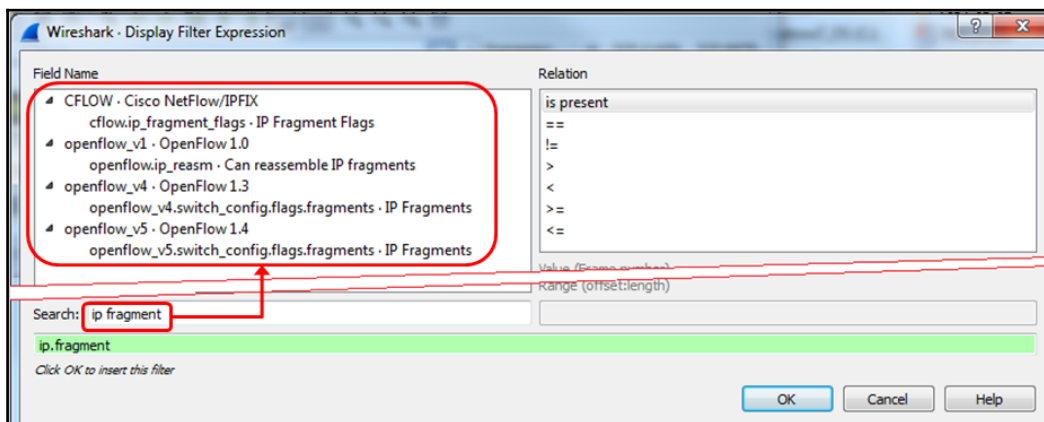 Wireshark · Display Filter Expression
Field Name
CFLOW · Cisco NetFlow/IPFIX
cflow.ip_fragment_flags · IP Fragment Flags
openflow_v1 · OpenFlow 1.0
openflow.ip_reasm · Can reassemble IP fragments
openflow_v4 · OpenFlow 1.3
openflow_v4.switch_config.flags.fragments · IP Fragments
openflow_v5 · OpenFlow 1.4
openflow_v5.switch_config.flags.fragments · IP Fragments
Relation
is present
==
!=
>
<
>=
<=
Value (Frame number)
Range (offset:length)
Search: ip fragment
ip.fragment
Click OK to insert this filter
OK Cancel Help